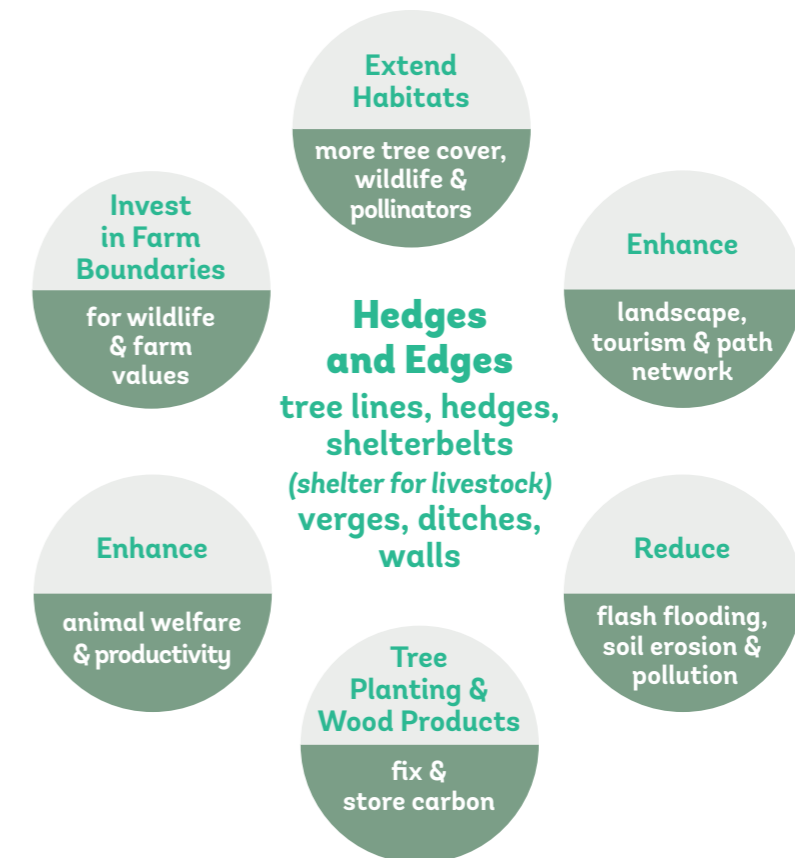 Extend
Habitats
more tree cover,
wildlife &
pollinators
Invest
in Farm
Boundaries
for wildlife
& farm
values
Enhance
landscape,
tourism & path
network
Hedges
and Edges
tree lines, hedges,
shelterbelts
(shelter for livestock)
verges, ditches,
walls
Enhance
animal welfare
& productivity
Reduce
flash flooding,
soil erosion &
pollution
Tree
Planting &
Wood Products
fix &
store carbon